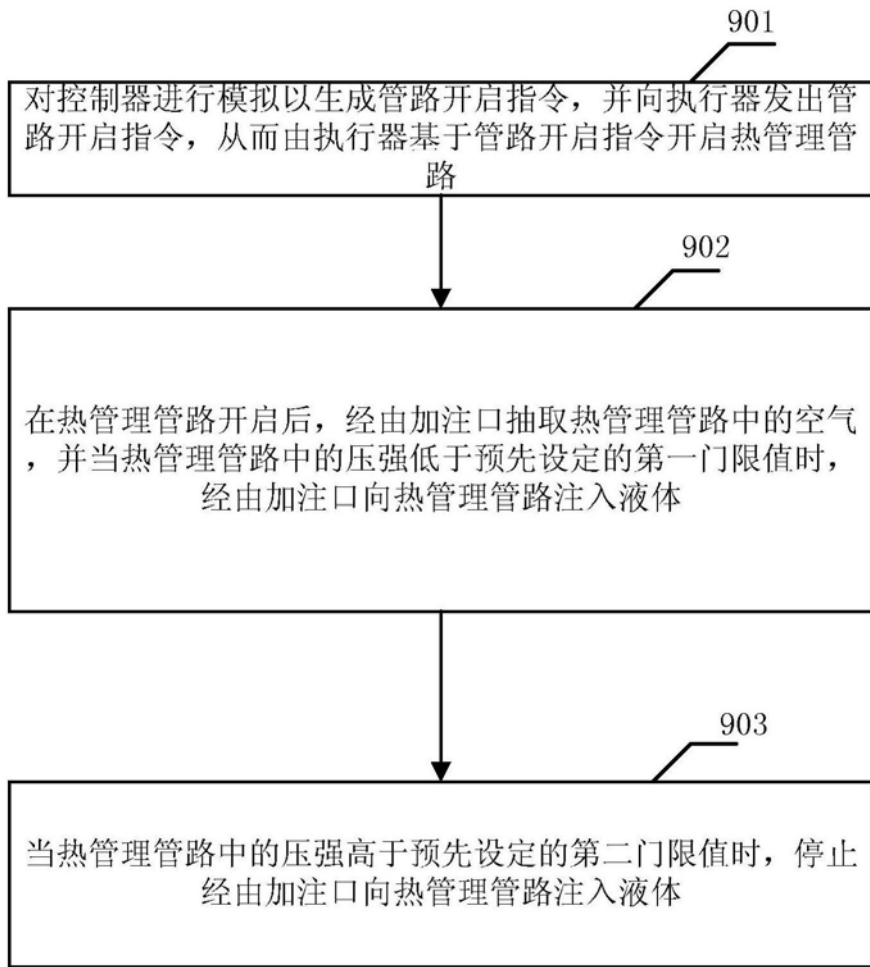 901
对控制器进行模拟以生成管路开启指令，并向执行器发出管
路开启指令，从而由执行器基于管路开启指令开启热管理管
路
902
在热管理管路开启后，经由加注口抽取热管理管路中的空气
，并当热管理管路中的压强低于预先设定的第一门限值时，
经由加注口向热管理管路注入液体
903
当热管理管路中的压强高于预先设定的第二门限值时，停止
经由加注口向热管理管路注入液体